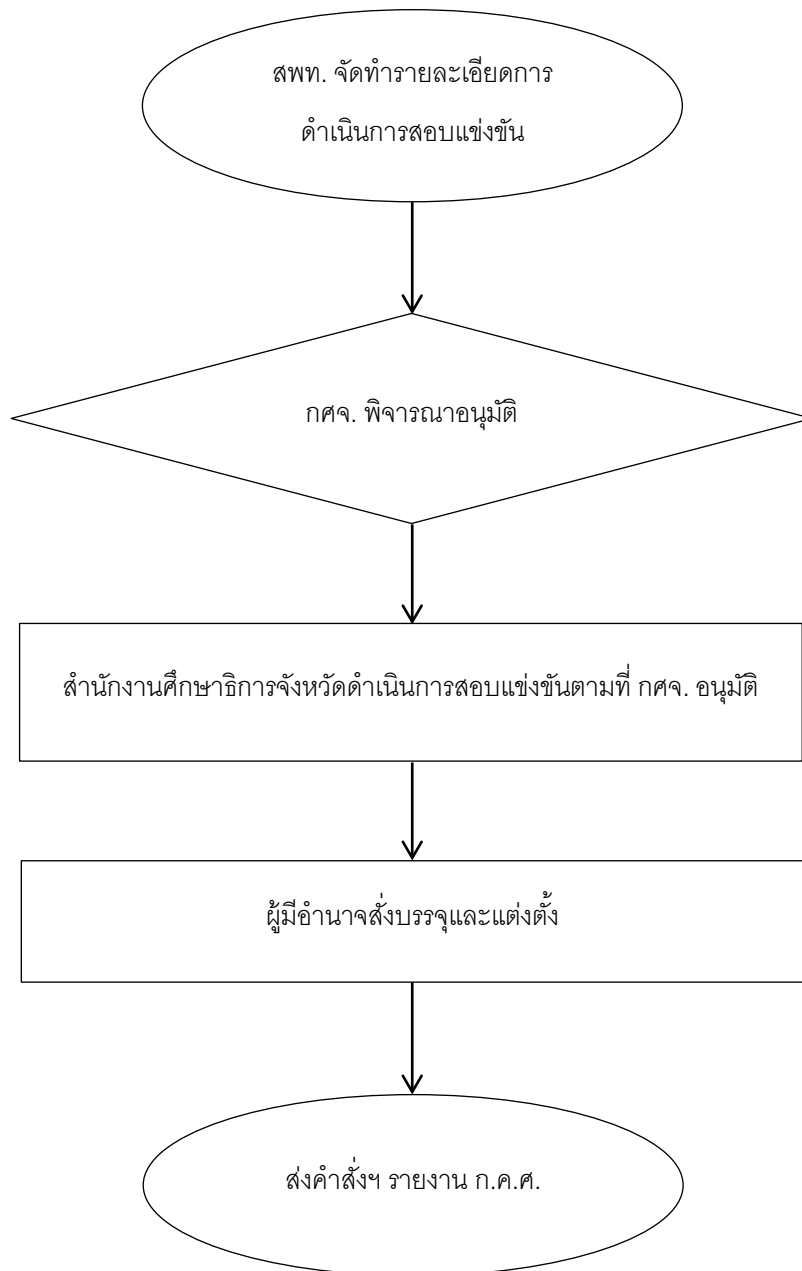 สพท. จัดทำรายละเอียดการ
ดำเนินการสอบแข่งขัน
กศจ. พิจารณาอนุมัติ
สำนักงานศึกษาธิการจังหวัดดำเนินการสอบแข่งขันตามที่ กศจ. อนุมัติ
ผู้มีอำนาจสั่งบรรจุและแต่งตั้ง
ส่งคำสั่งฯ รายงาน ก.ค.ศ.